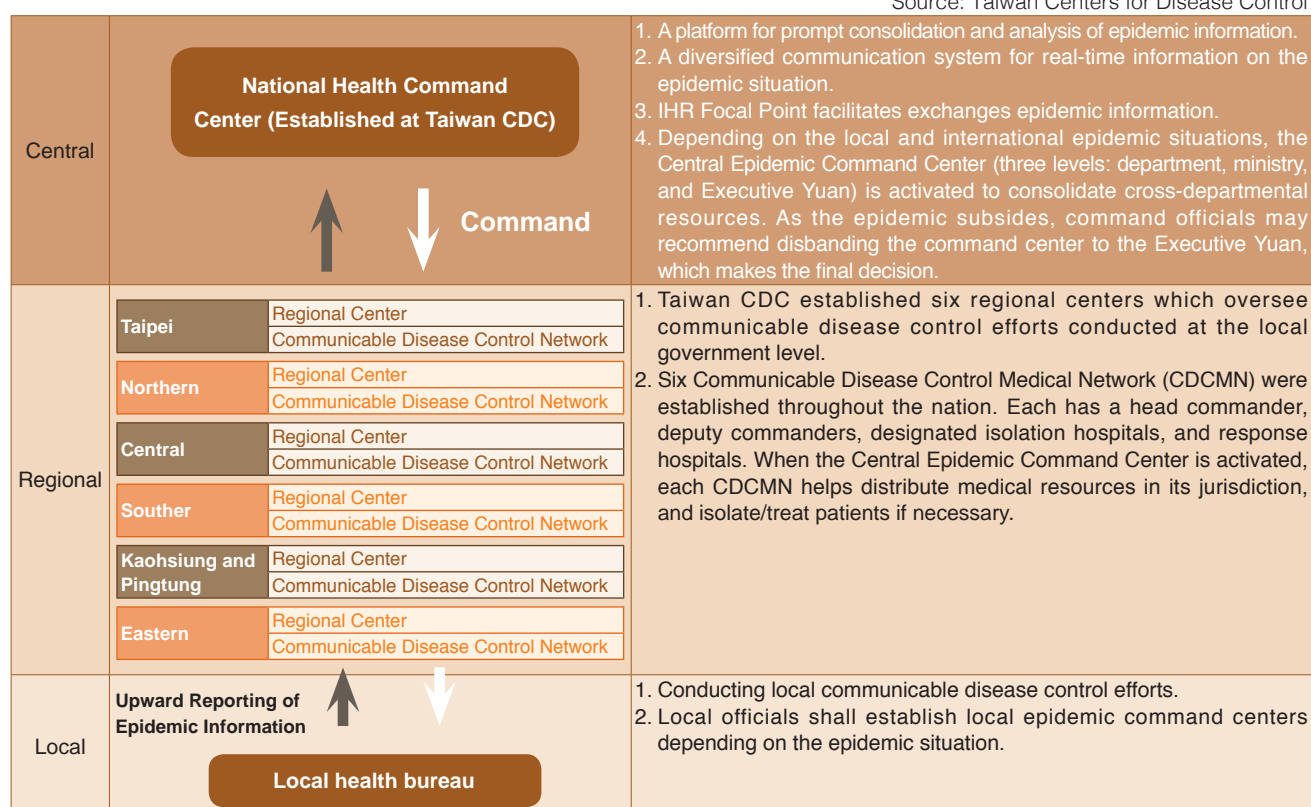 Source: Taiwan Centers for Disease Control
Central
National Health Command
Center (Established at Taiwan CDC)
Command
1. A platform for prompt consolidation and analysis of epidemic information.
2. A diversified communication system for real-time information on the
epidemic situation.
3. IHR Focal Point facilitates exchanges epidemic information.
4. Depending on the local and international epidemic situations, the
Central Epidemic Command Center (three levels: department, ministry,
and Executive Yuan) is activated to consolidate cross-departmental
resources. As the epidemic subsides, command officials may
recommend disbanding the command center to the Executive Yuan,
which makes the final decision.
Regional
Taipei
Regional Center
Communicable Disease Control Network
Northern
Regional Center
Communicable Disease Control Network
Central
Regional Center
Communicable Disease Control Network
Souther
Regional Center
Communicable Disease Control Network
Kaohsiung and
Pingtung
Regional Center
Communicable Disease Control Network
Eastern
Regional Center
Communicable Disease Control Network
1. Taiwan CDC established six regional centers which oversee
communicable disease control efforts conducted at the local
government level.
2. Six Communicable Disease Control Medical Network (CDCMN) were
established throughout the nation. Each has a head commander,
deputy commanders, designated isolation hospitals, and response
hospitals. When the Central Epidemic Command Center is activated,
each CDCMN helps distribute medical resources in its jurisdiction,
and isolate/treat patients if necessary.
Local
Upward Reporting of
Epidemic Information
Local health bureau
1. Conducting local communicable disease control efforts.
2. Local officials shall establish local epidemic command centers
depending on the epidemic situation.